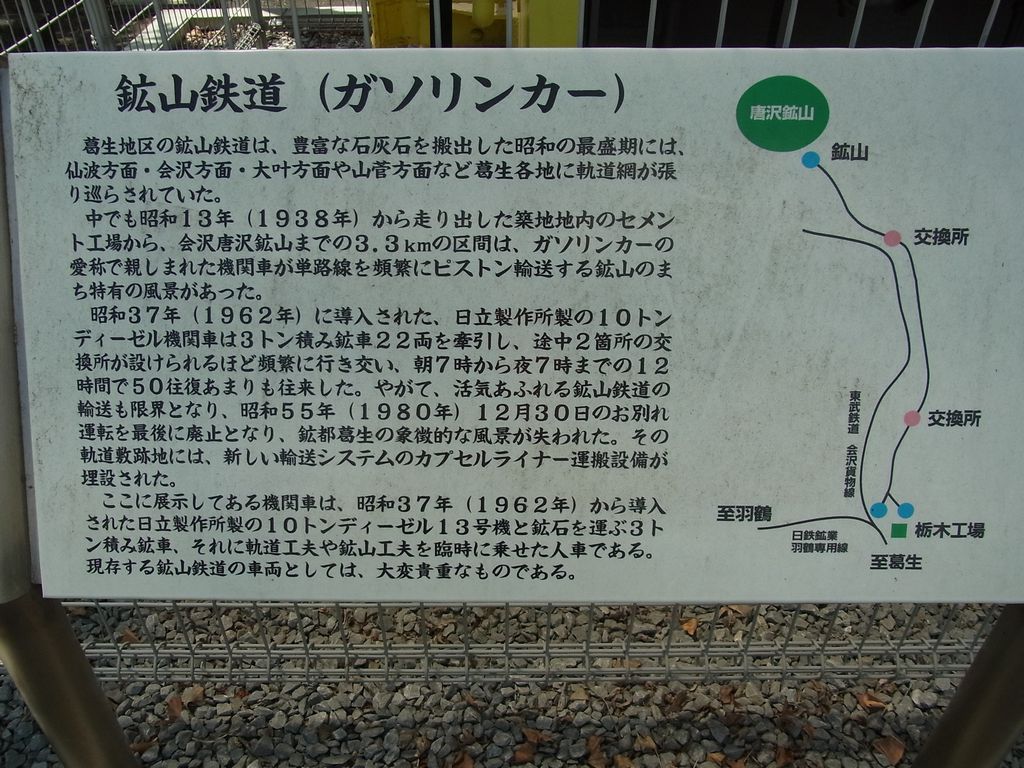 鉱山鉄道（ガソリンカー）
葛生地区の鉱山鉄道は、豊富な石灰石を搬出した昭和の最盛期には、
仙波方面・会沢方面・大叶方面や山菅方面など葛生各地に軌道網が張
り巡らされていた。
中でも昭和13年（1938年）から走り出した築地地内のセメン
ト工場から、会沢唐沢鉱山までの3.3kmの区間は、ガソリンカーの
愛称で親しまれた機関車が単路線を頻繁にピストン輸送する鉱山のま
ち特有の風景があった。
昭和37年（1962年）に導入された、日立製作所製の10トン
ディーゼル機関車は3トン積み鉱車22両を牽引し、途中2箇所の交
換所が設けられるほど頻繁に行き交い、朝7時から夜7時までの12
時間で50往復あまりも往来した。やがて、活気あふれる鉱山鉄道の
輸送も限界となり、昭和55年（1980年）12月30日のお別れ
運転を最後に廃止となり、鉱都葛生の象徴的な風景が失われた。その
軌道敷跡地には、新しい輸送システムのカプセルライナー運搬設備が
埋設された。
ここに展示してある機関車は、昭和37年（1962年）から導入
された日立製作所製の10トンディーゼル13号機と鉱石を運ぶ3ト
ン積み鉱車、それに軌道工夫や鉱山工夫を臨時に乗せた人車である。
現存する鉱山鉄道の車両としては、大変貴重なものである。
唐沢鉱山
鉱山
交換所
交換所
東武鉄道 会沢貨物線
至羽鶴
日鉄鉱業
羽鶴専用線
栃木工場
至葛生